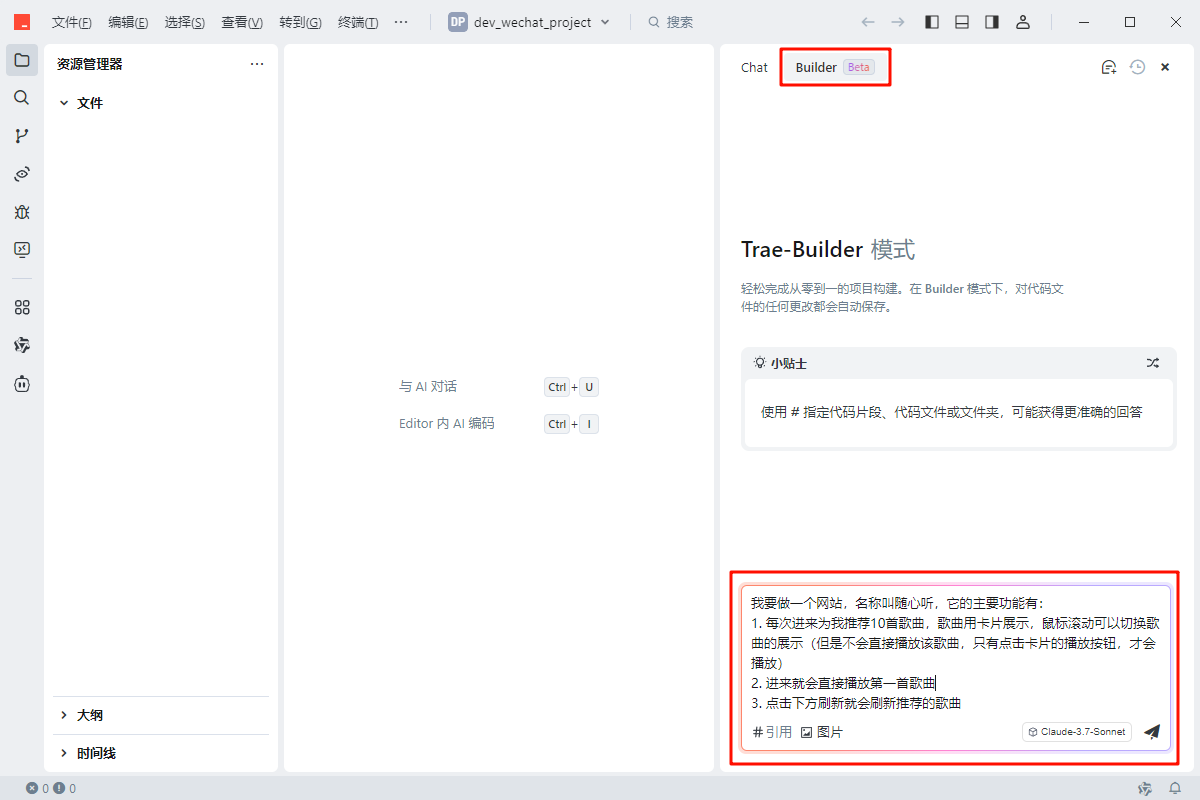 文件(F) 编辑(E) 选择(S) 查看(V) 转到(G) 终端(T) ··· DP dev_wechat_project 搜索
资源管理器 ···
文件
大纲
时间线
与 AI 对话 Ctrl + U
Editor 内 AI 编码 Ctrl + I
Chat Builder Beta
Trae-Builder 模式
轻松完成从零到一的项目构建。在 Builder 模式下，对代码文
件的任何更改都会自动保存。
小贴士
使用 # 指定代码片段、代码文件或文件夹，可能获得更准确的回答
我要做一个网站，名称叫随心听，它的主要功能有：
1. 每次进来为我推荐10首歌曲，歌曲用卡片展示，鼠标滚动可以切换歌
曲的展示（但是不会直接播放该歌曲，只有点击卡片的播放按钮，才会
播放）
2. 进来就会直接播放第一首歌曲
3. 点击下方刷新就会刷新推荐的歌曲
#引用 图片 Claude-3.7-Sonnet
0 0